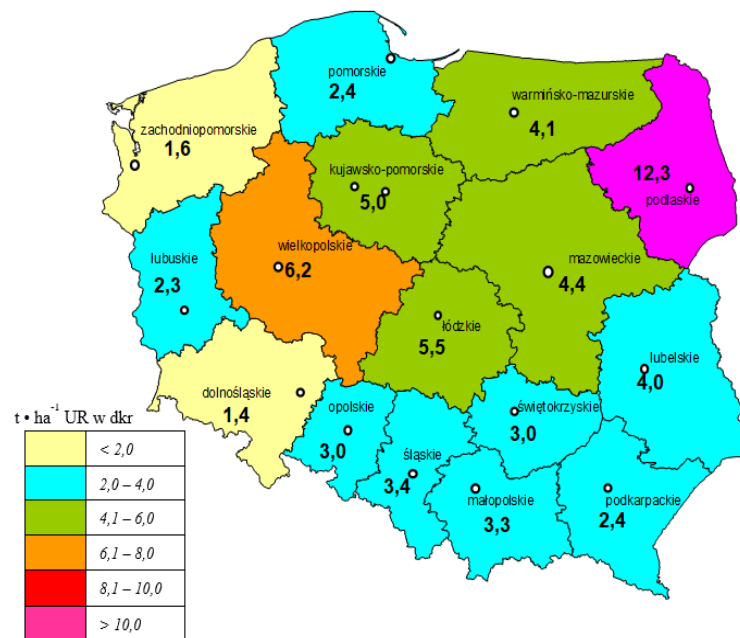 pomorskie
2,4
warmińsko-mazurskie
4,1
zachodniopomorskie
1,6
kujawsko-pomorskie
5,0
12,3
podlaskie
wielkopolskie
6,2
lubuskie
2,3
mazowieckie
4,4
łódzkie
5,5
lubelskie
4,0
dolnośląskie
1,4
opolskie
3,0
świętokrzyskie
3,0
śląskie
3,4
małopolskie
3,3
podkarpackie
2,4
t • ha⁻¹ UR w dkr
< 2,0
2,0 – 4,0
4,1 – 6,0
6,1 – 8,0
8,1 – 10,0
> 10,0